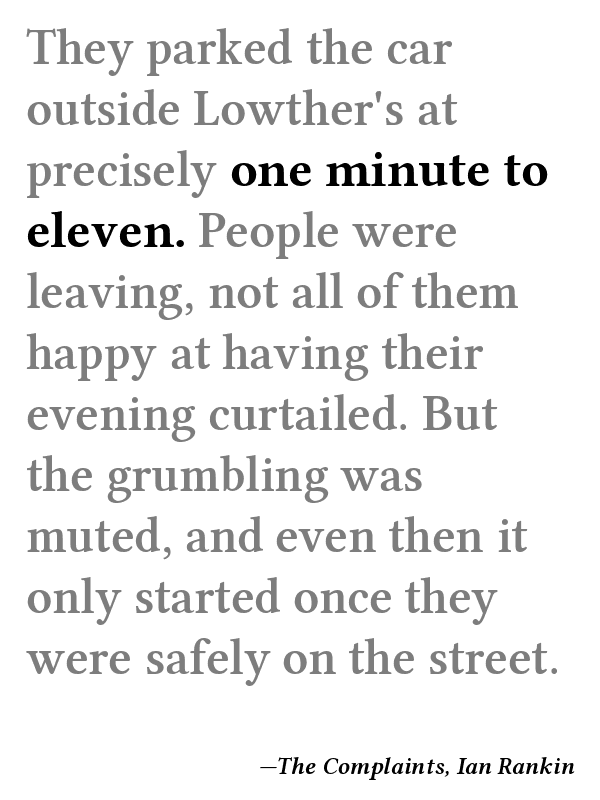 They parked the car
outside Lowther's at
precisely one minute to
eleven. People were
leaving, not all of them
happy at having their
evening curtailed. But
the grumbling was
muted, and even then it
only started once they
were safely on the street.
—The Complaints, Ian Rankin